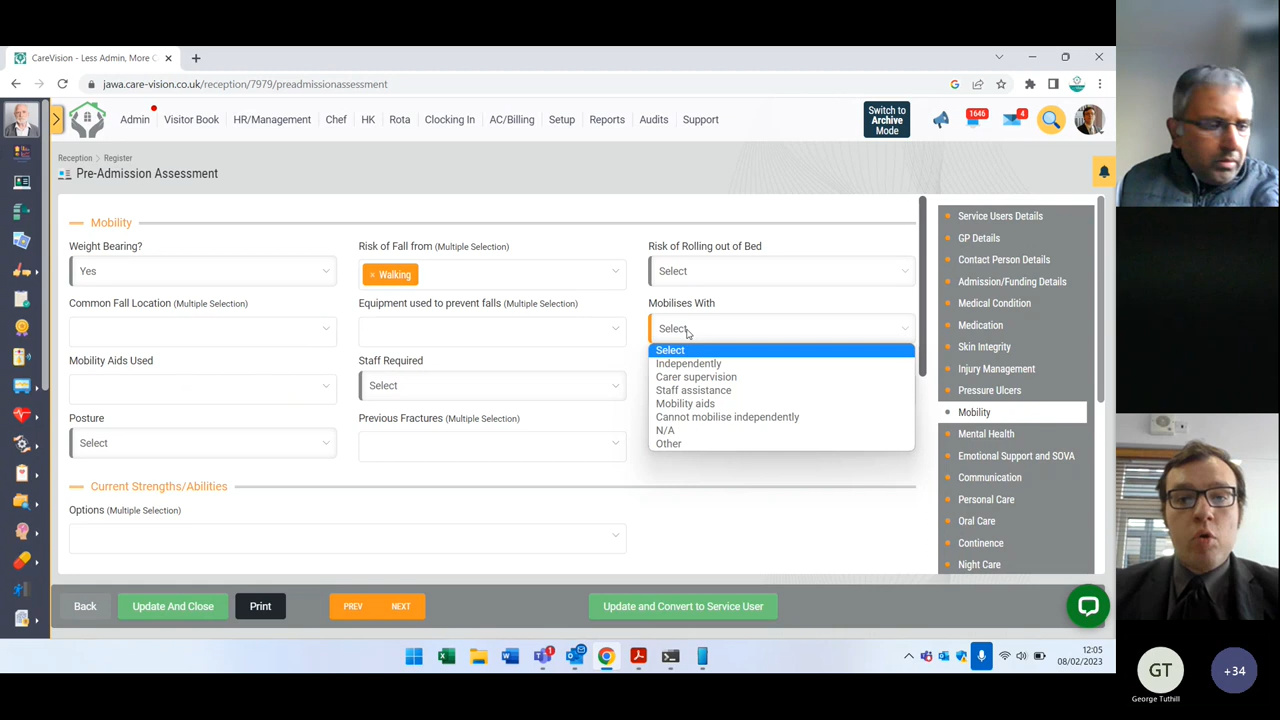 CareVision - Less Admin, More C
jawa.care-vision.co.uk/reception/7979/preadmissionassessment
Admin
Visitor Book
HR/Management
Chef
HK
Rota
Clocking In
AC/Billing
Setup
Reports
Audits
Support
Switch to
Archive
Mode
1646
4
Reception > Register
Pre-Admission Assessment
Mobility
Weight Bearing?
Risk of Fall from (Multiple Selection)
Risk of Rolling out of Bed
Yes
× Walking
Select
Common Fall Location (Multiple Selection)
Equipment used to prevent falls (Multiple Selection)
Mobilises With
Select
Select
Independently
Carer supervision
Staff assistance
Mobility aids
Cannot mobilise independently
N/A
Other
Mobility Aids Used
Staff Required
Select
Posture
Previous Fractures (Multiple Selection)
Select
Current Strengths/Abilities
Options (Multiple Selection)
Service Users Details
GP Details
Contact Person Details
Admission/Funding Details
Medical Condition
Medication
Skin Integrity
Injury Management
Pressure Ulcers
Mobility
Mental Health
Emotional Support and SOVA
Communication
Personal Care
Oral Care
Continence
Night Care
Back
Update And Close
Print
PREV
NEXT
Update and Convert to Service User
12:05
08/02/2023
GT
George Tuthill
+34